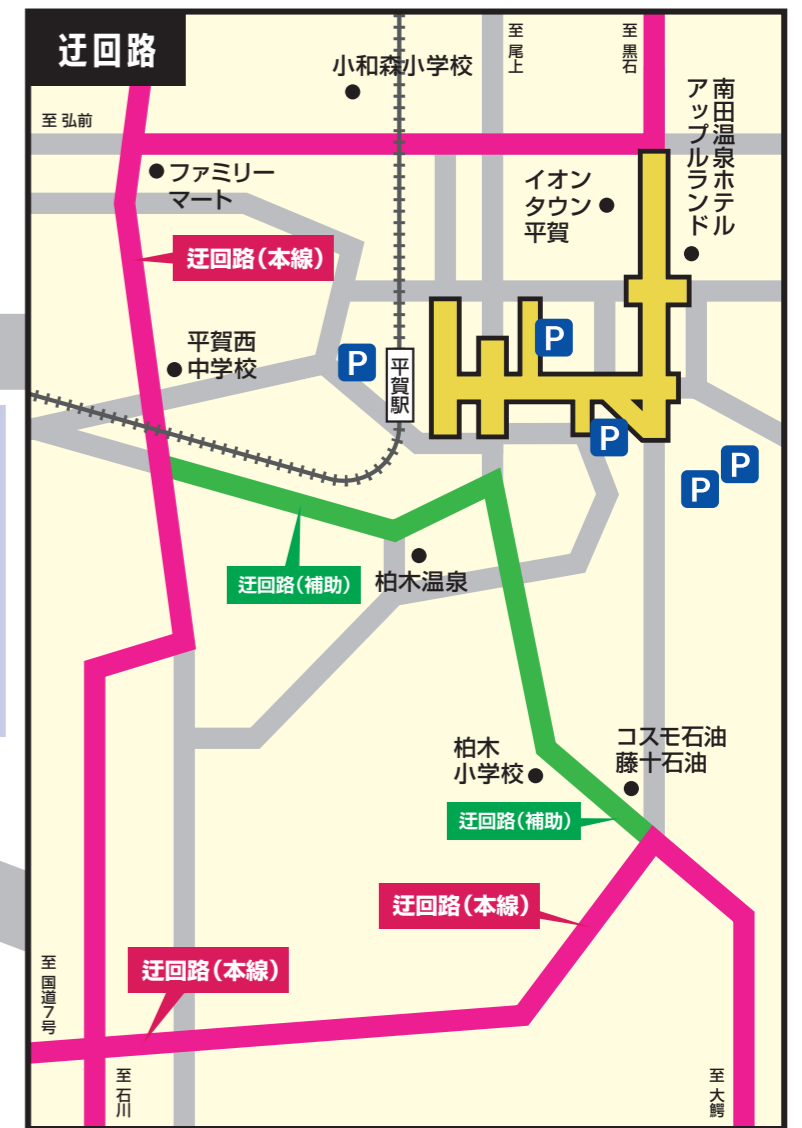 迂回路
小和森小学校
至 尾上
至 黒石
至 弘前
南田温泉ホテル
アップルランド
ファミリー
マート
イオン
タウン
平賀
迂回路（本線）
平賀西
中学校
P
P
平賀駅
P
P
P
迂回路（補助）
柏木温泉
柏木
小学校
コスモ石油
藤十石油
迂回路（補助）
迂回路（本線）
迂回路（本線）
至 国道7号
至 石川
至 大鰐